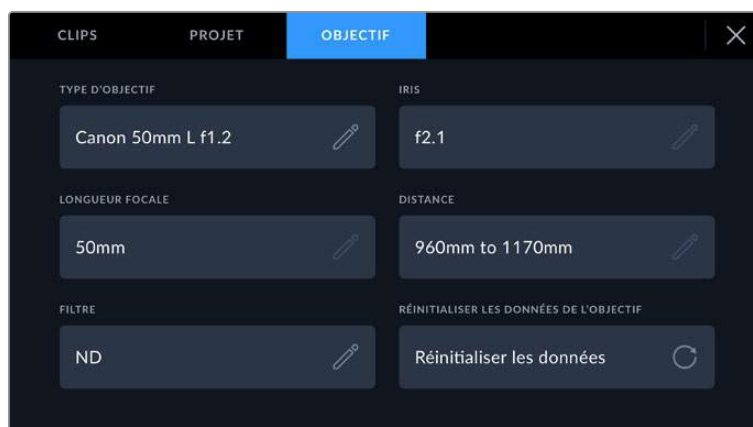 CLIPS PROJET OBJECTIF
TYPE D'OBJECTIF IRIS
Canon 50mm L f1.2 f2.1
LONGUEUR FOCALE DISTANCE
50mm 960mm to 1170mm
FILTRE RÉINITIALISER LES DONNÉES DE L'OBJECTIF
ND Réinitialiser les données